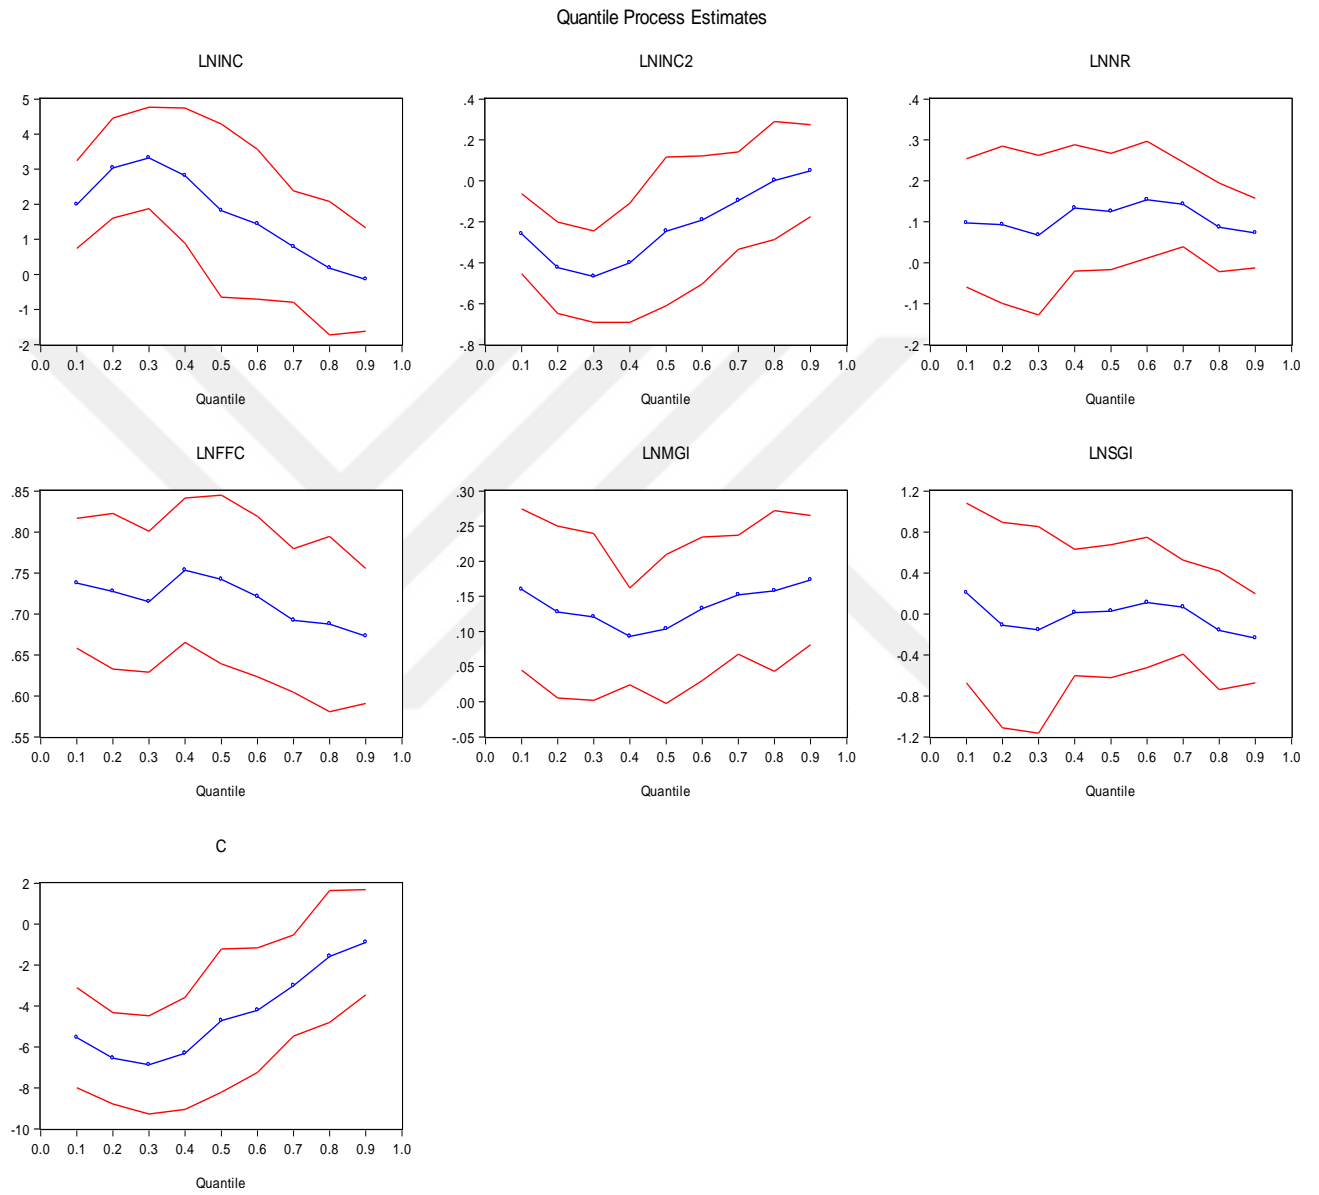 Quantile Process Estimates
LNINC
5
4
3
2
1
0
-1
-2
0.0 0.1 0.2 0.3 0.4 0.5 0.6 0.7 0.8 0.9 1.0
Quantile
LNINC2
.4
.2
.0
-.2
-.4
-.6
-.8
0.0 0.1 0.2 0.3 0.4 0.5 0.6 0.7 0.8 0.9 1.0
Quantile
LNNR
.4
.3
.2
.1
.0
-.1
-.2
0.0 0.1 0.2 0.3 0.4 0.5 0.6 0.7 0.8 0.9 1.0
Quantile
LNFFC
.85
.80
.75
.70
.65
.60
.55
0.0 0.1 0.2 0.3 0.4 0.5 0.6 0.7 0.8 0.9 1.0
Quantile
LNMGI
.30
.25
.20
.15
.10
.05
.00
-.05
0.0 0.1 0.2 0.3 0.4 0.5 0.6 0.7 0.8 0.9 1.0
Quantile
LNSGI
1.2
0.8
0.4
0.0
-0.4
-0.8
-1.2
0.0 0.1 0.2 0.3 0.4 0.5 0.6 0.7 0.8 0.9 1.0
Quantile
C
2
0
-2
-4
-6
-8
-10
0.0 0.1 0.2 0.3 0.4 0.5 0.6 0.7 0.8 0.9 1.0
Quantile